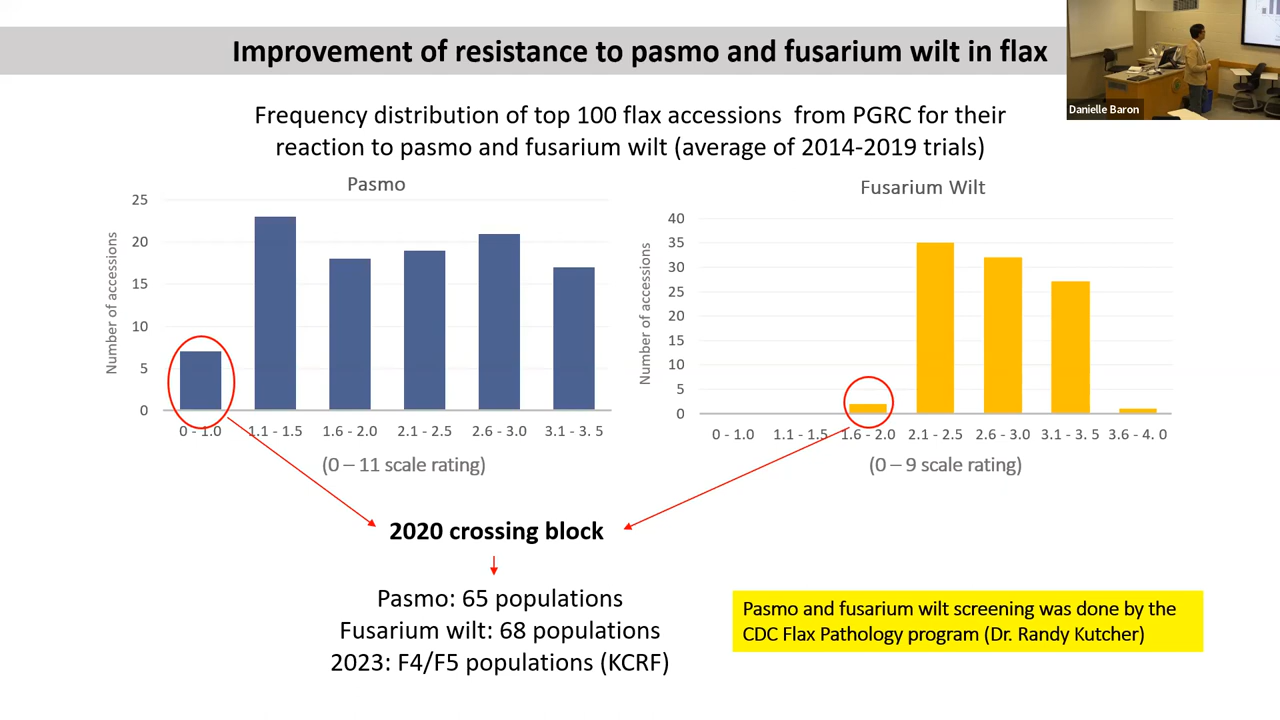 Improvement of resistance to pasmo and fusarium wilt in flax
Danielle Baron
Frequency distribution of top 100 flax accessions from PGRC for their
reaction to pasmo and fusarium wilt (average of 2014-2019 trials)
Pasmo
25
20
15
10
5
0
Number of accessions
0 - 1.0 1.1 - 1.5 1.6 - 2.0 2.1 - 2.5 2.6 - 3.0 3.1 - 3. 5
(0 – 11 scale rating)
Fusarium Wilt
40
35
30
25
20
15
10
5
0
Number of accessions
0 - 1.0 1.1 - 1.5 1.6 - 2.0 2.1 - 2.5 2.6 - 3.0 3.1 - 3. 5 3.6 - 4. 0
(0 – 9 scale rating)
2020 crossing block
Pasmo: 65 populations
Fusarium wilt: 68 populations
2023: F4/F5 populations (KCRF)
Pasmo and fusarium wilt screening was done by the
CDC Flax Pathology program (Dr. Randy Kutcher)